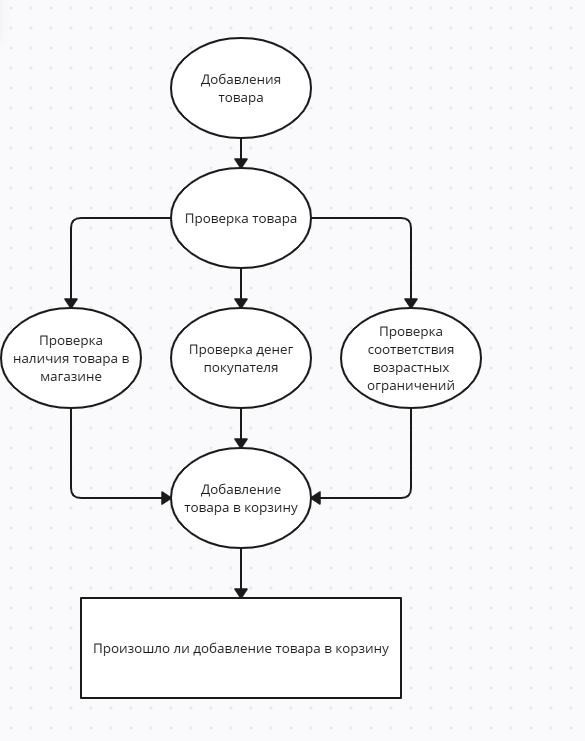 Добавления
товара
Проверка товара
Проверка
наличия товара в
магазине
Проверка денег
покупателя
Проверка
соответствия
возрастных
ограничений
Добавление
товара в корзину
Произошло ли добавление товара в корзину